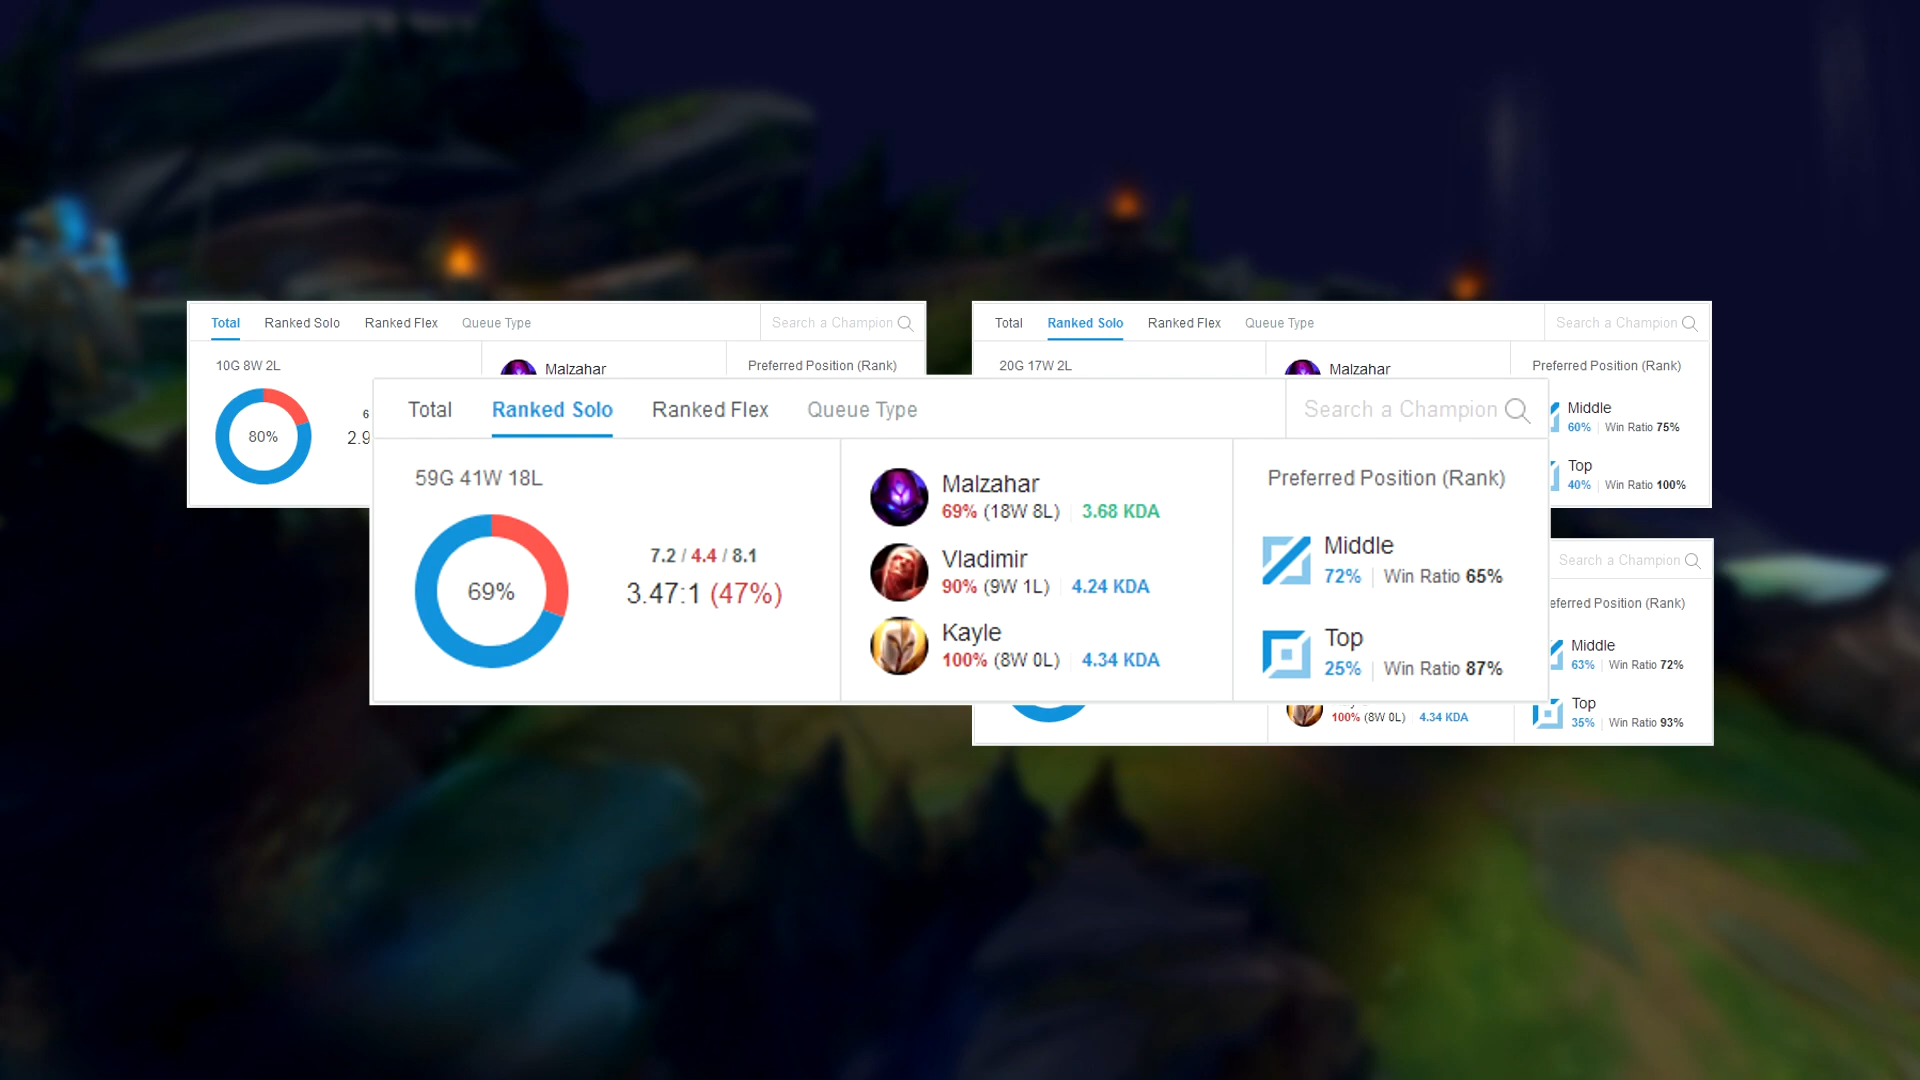 Total Ranked Solo Ranked Flex Queue Type Search a Champion
10G 8W 2L Malzahar Preferred Position (Rank)
80%
6
2.9
Total Ranked Solo Ranked Flex Queue Type Search a Champion
20G 17W 2L Malzahar Preferred Position (Rank)
Middle
60% Win Ratio 75%
Top
40% Win Ratio 100%
Total Ranked Solo Ranked Flex Queue Type Search a Champion
59G 41W 18L
69%
7.2 / 4.4 / 8.1
3.47:1 (47%)
Malzahar
69% (18W 8L) 3.68 KDA
Vladimir
90% (9W 1L) 4.24 KDA
Kayle
100% (8W 0L) 4.34 KDA
Preferred Position (Rank)
Middle
72% Win Ratio 65%
Top
25% Win Ratio 87%
Search a Champion
eferred Position (Rank)
Middle
63% Win Ratio 72%
Top
35% Win Ratio 93%
100% (8W 0L) 4.34 KDA